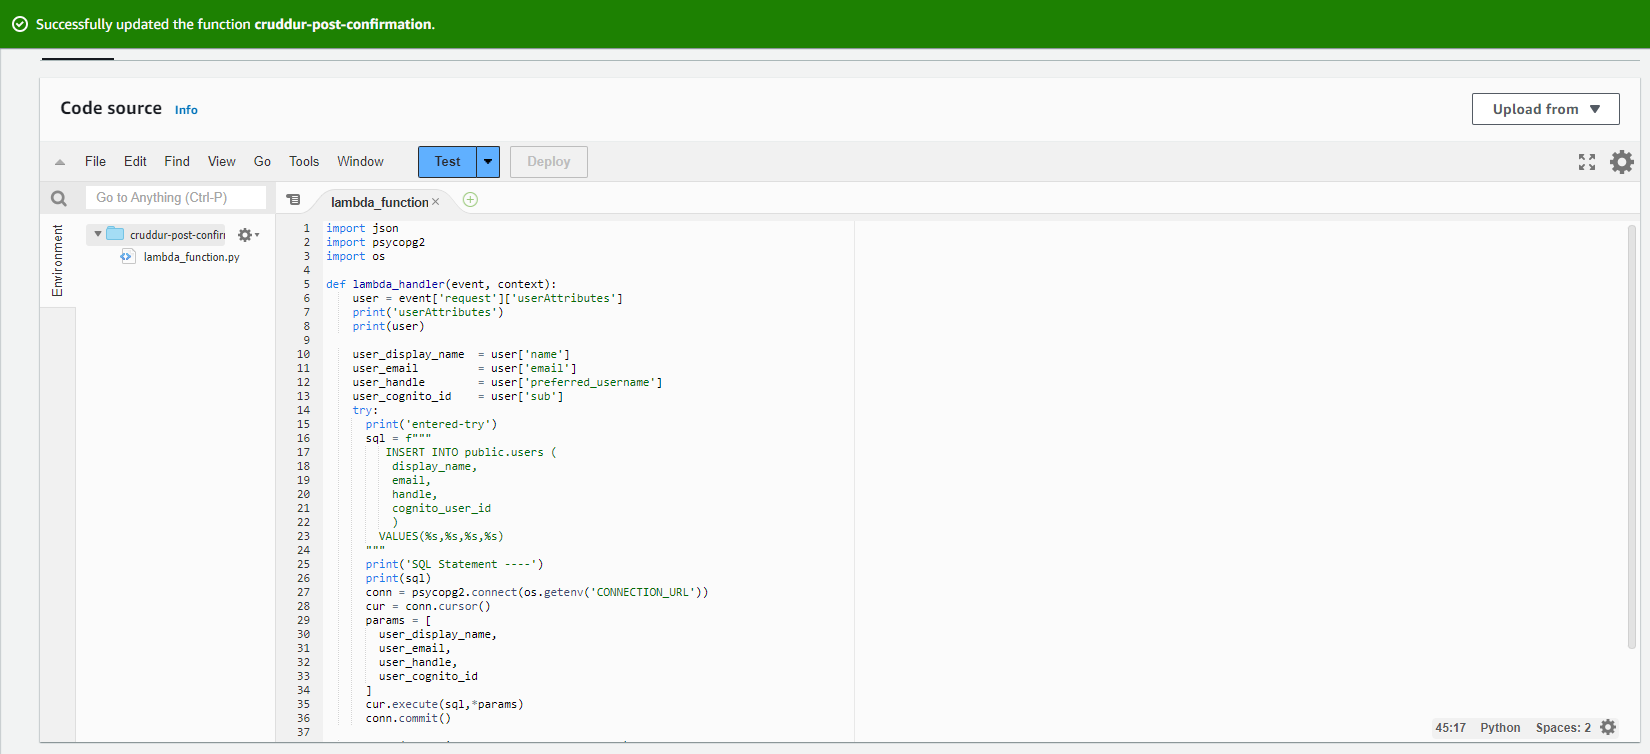 Successfully updated the function cruddur-post-confirmation.
Code source Info
Upload from
File Edit Find View Go Tools Window Test Deploy
Go to Anything (Ctrl-P)
lambda_function
Environment
cruddur-post-confir
lambda_function.py
1 import json
2 import psycopg2
3 import os
4
5 def lambda_handler(event, context):
6 user = event['request']['userAttributes']
7 print('userAttributes')
8 print(user)
9
10 user_display_name = user['name']
11 user_email = user['email']
12 user_handle = user['preferred_username']
13 user_cognito_id = user['sub']
14 try:
15 print('entered-try')
16 sql = f"""
17 INSERT INTO public.users (
18 display_name,
19 email,
20 handle,
21 cognito_user_id
22 )
23 VALUES(%s,%s,%s,%s)
24 """
25 print('SQL Statement ----')
26 print(sql)
27 conn = psycopg2.connect(os.getenv('CONNECTION_URL'))
28 cur = conn.cursor()
29 params = [
30 user_display_name,
31 user_email,
32 user_handle,
33 user_cognito_id
34 ]
35 cur.execute(sql,*params)
36 conn.commit()
37
45:17 Python Spaces: 2